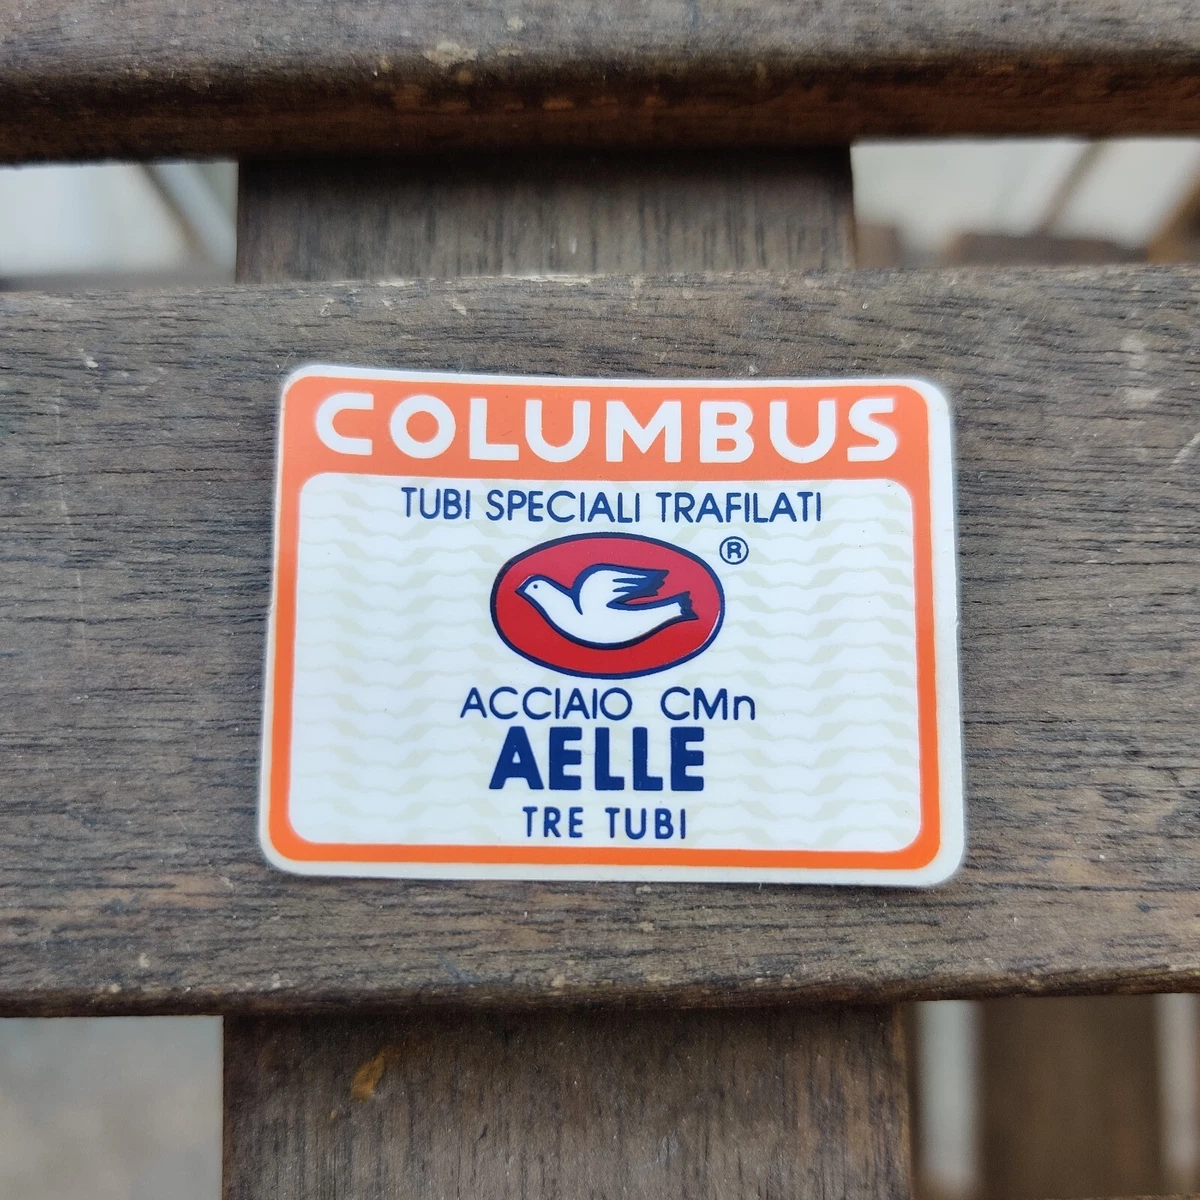 COLUMBUS
TUBI SPECIALI TRAFILATI
®
ACCIAIO CMn
AELLE
TRE TUBI